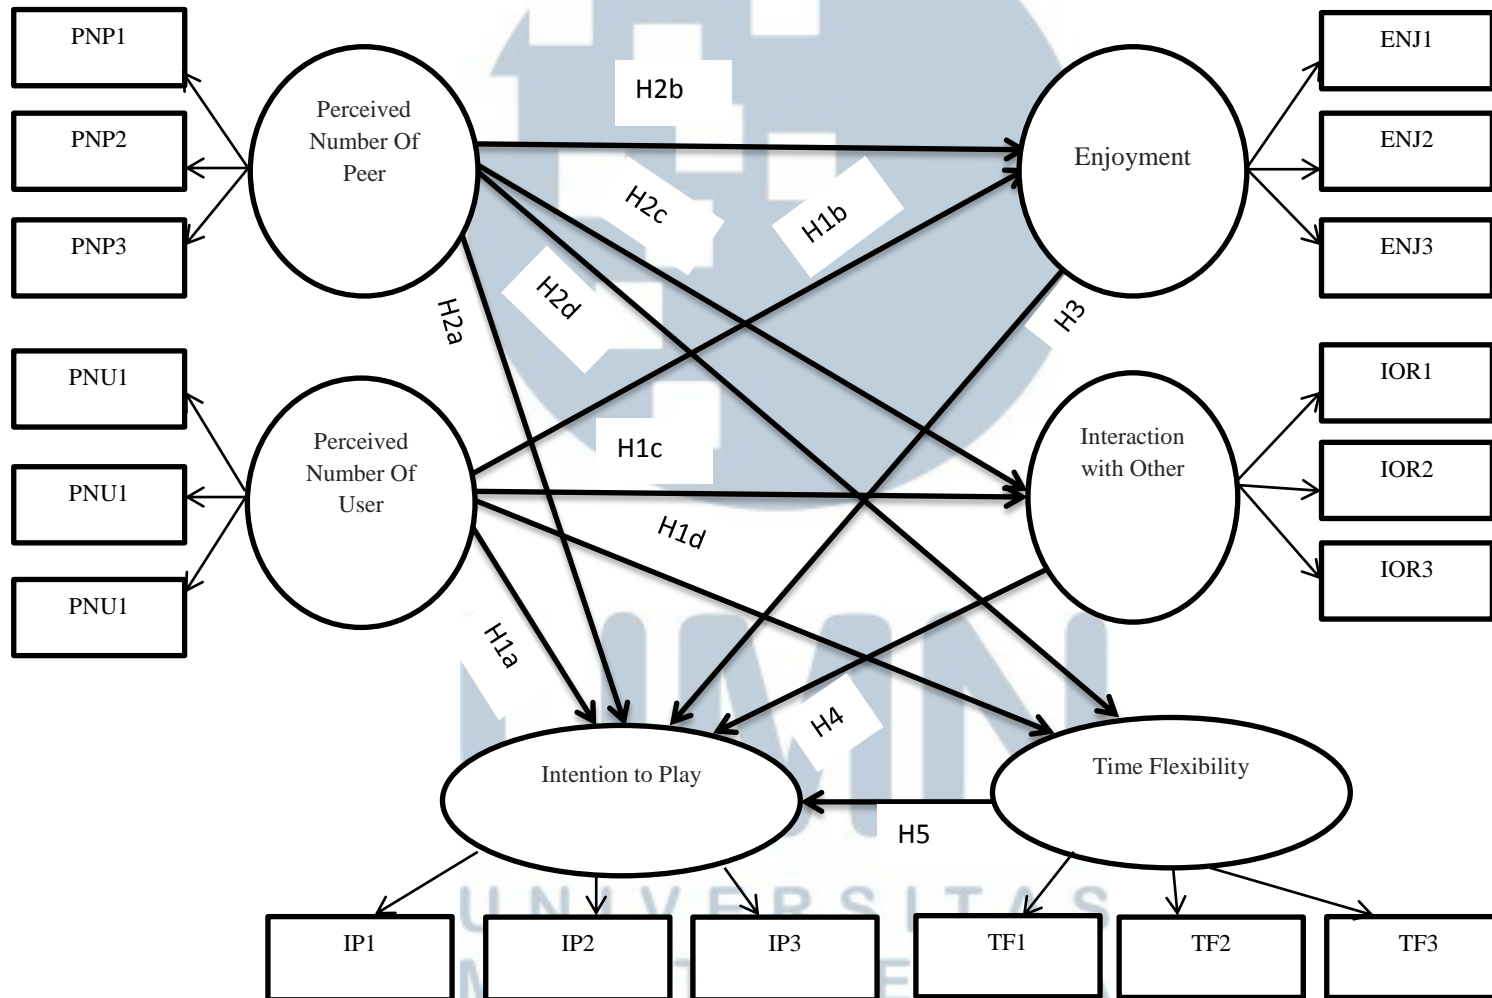 PNP1
PNP2
PNP3
Perceived
Number Of
Peer
H2b
Enjoyment
ENJ1
ENJ2
ENJ3
H2c
H1b
H2d
H2a
H3
PNU1
PNU1
PNU1
Perceived
Number Of
User
H1c
H1d
H1a
Interaction
with Other
IOR1
IOR2
IOR3
H4
Intention to Play
Time Flexibility
H5
UNIVERSITAS
IP1
IP2
IP3
TF1
TF2
TF3